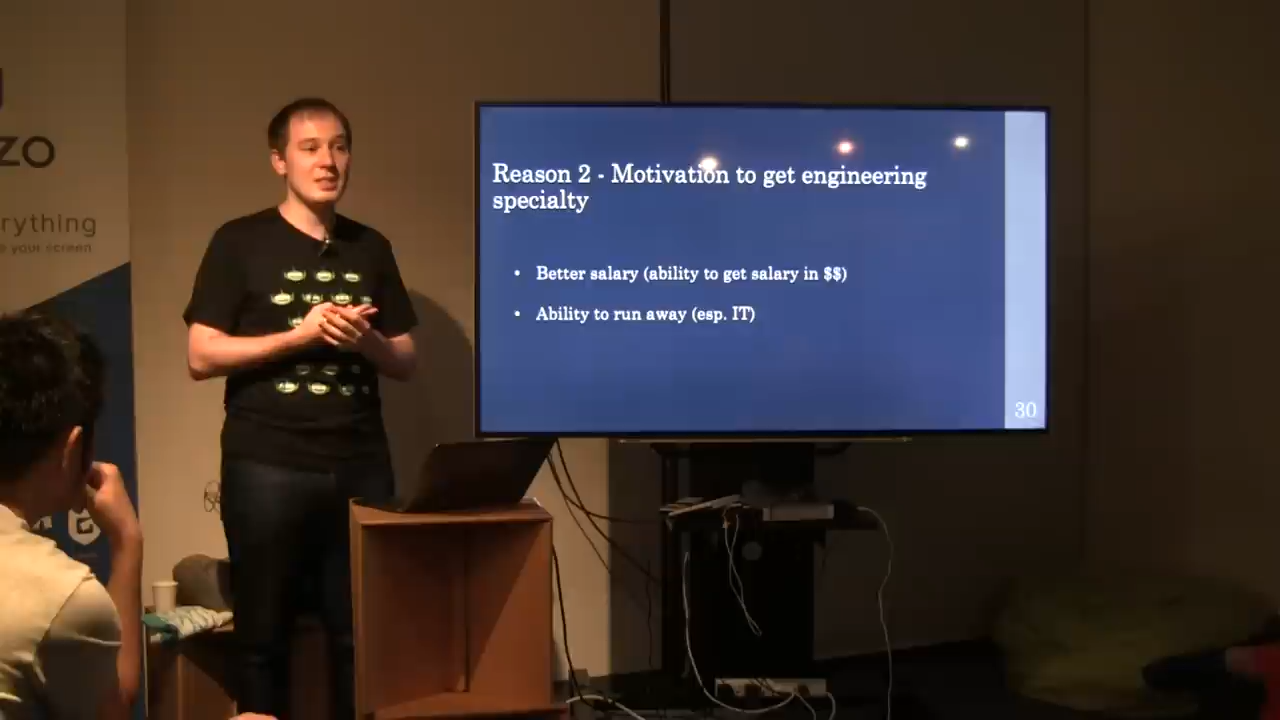 zo
rything
e your screen
Reason 2 - Motivation to get engineering
specialty
• Better salary (ability to get salary in $$)
• Ability to run away (esp. IT)
30